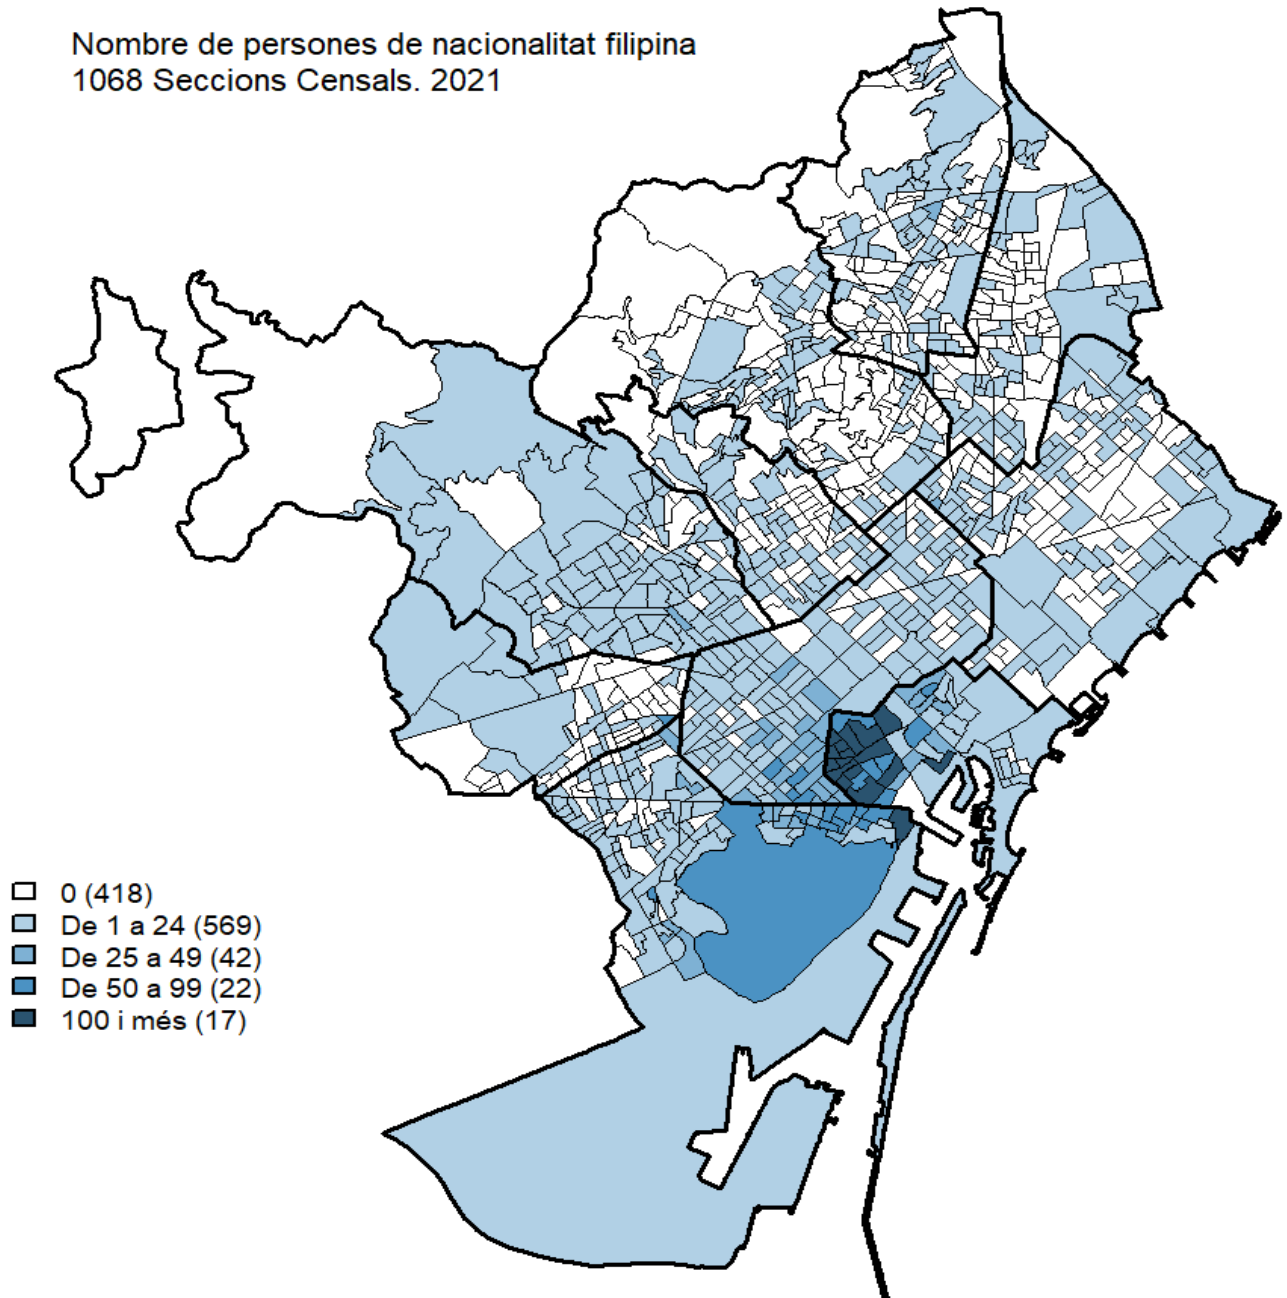 Nombre de persones de nacionalitat filipina
1068 Seccions Censals. 2021
0 (418)
De 1 a 24 (569)
De 25 a 49 (42)
De 50 a 99 (22)
100 i més (17)